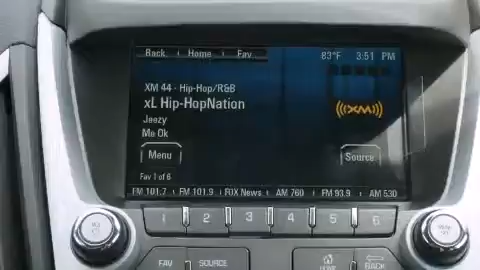 Back Home Fav 83°F 3:51 PM
XM 44 - Hip-Hop/R&B
xL Hip-HopNation
((XM))
Jeezy
Me Ok
Menu Source
Fav 1 of 6
FM 101.7 FM 101.9 FOX News AM 760 FM 93.9 AM 530
1 2 3 4 5 6
FAV SOURCE HOME BACK